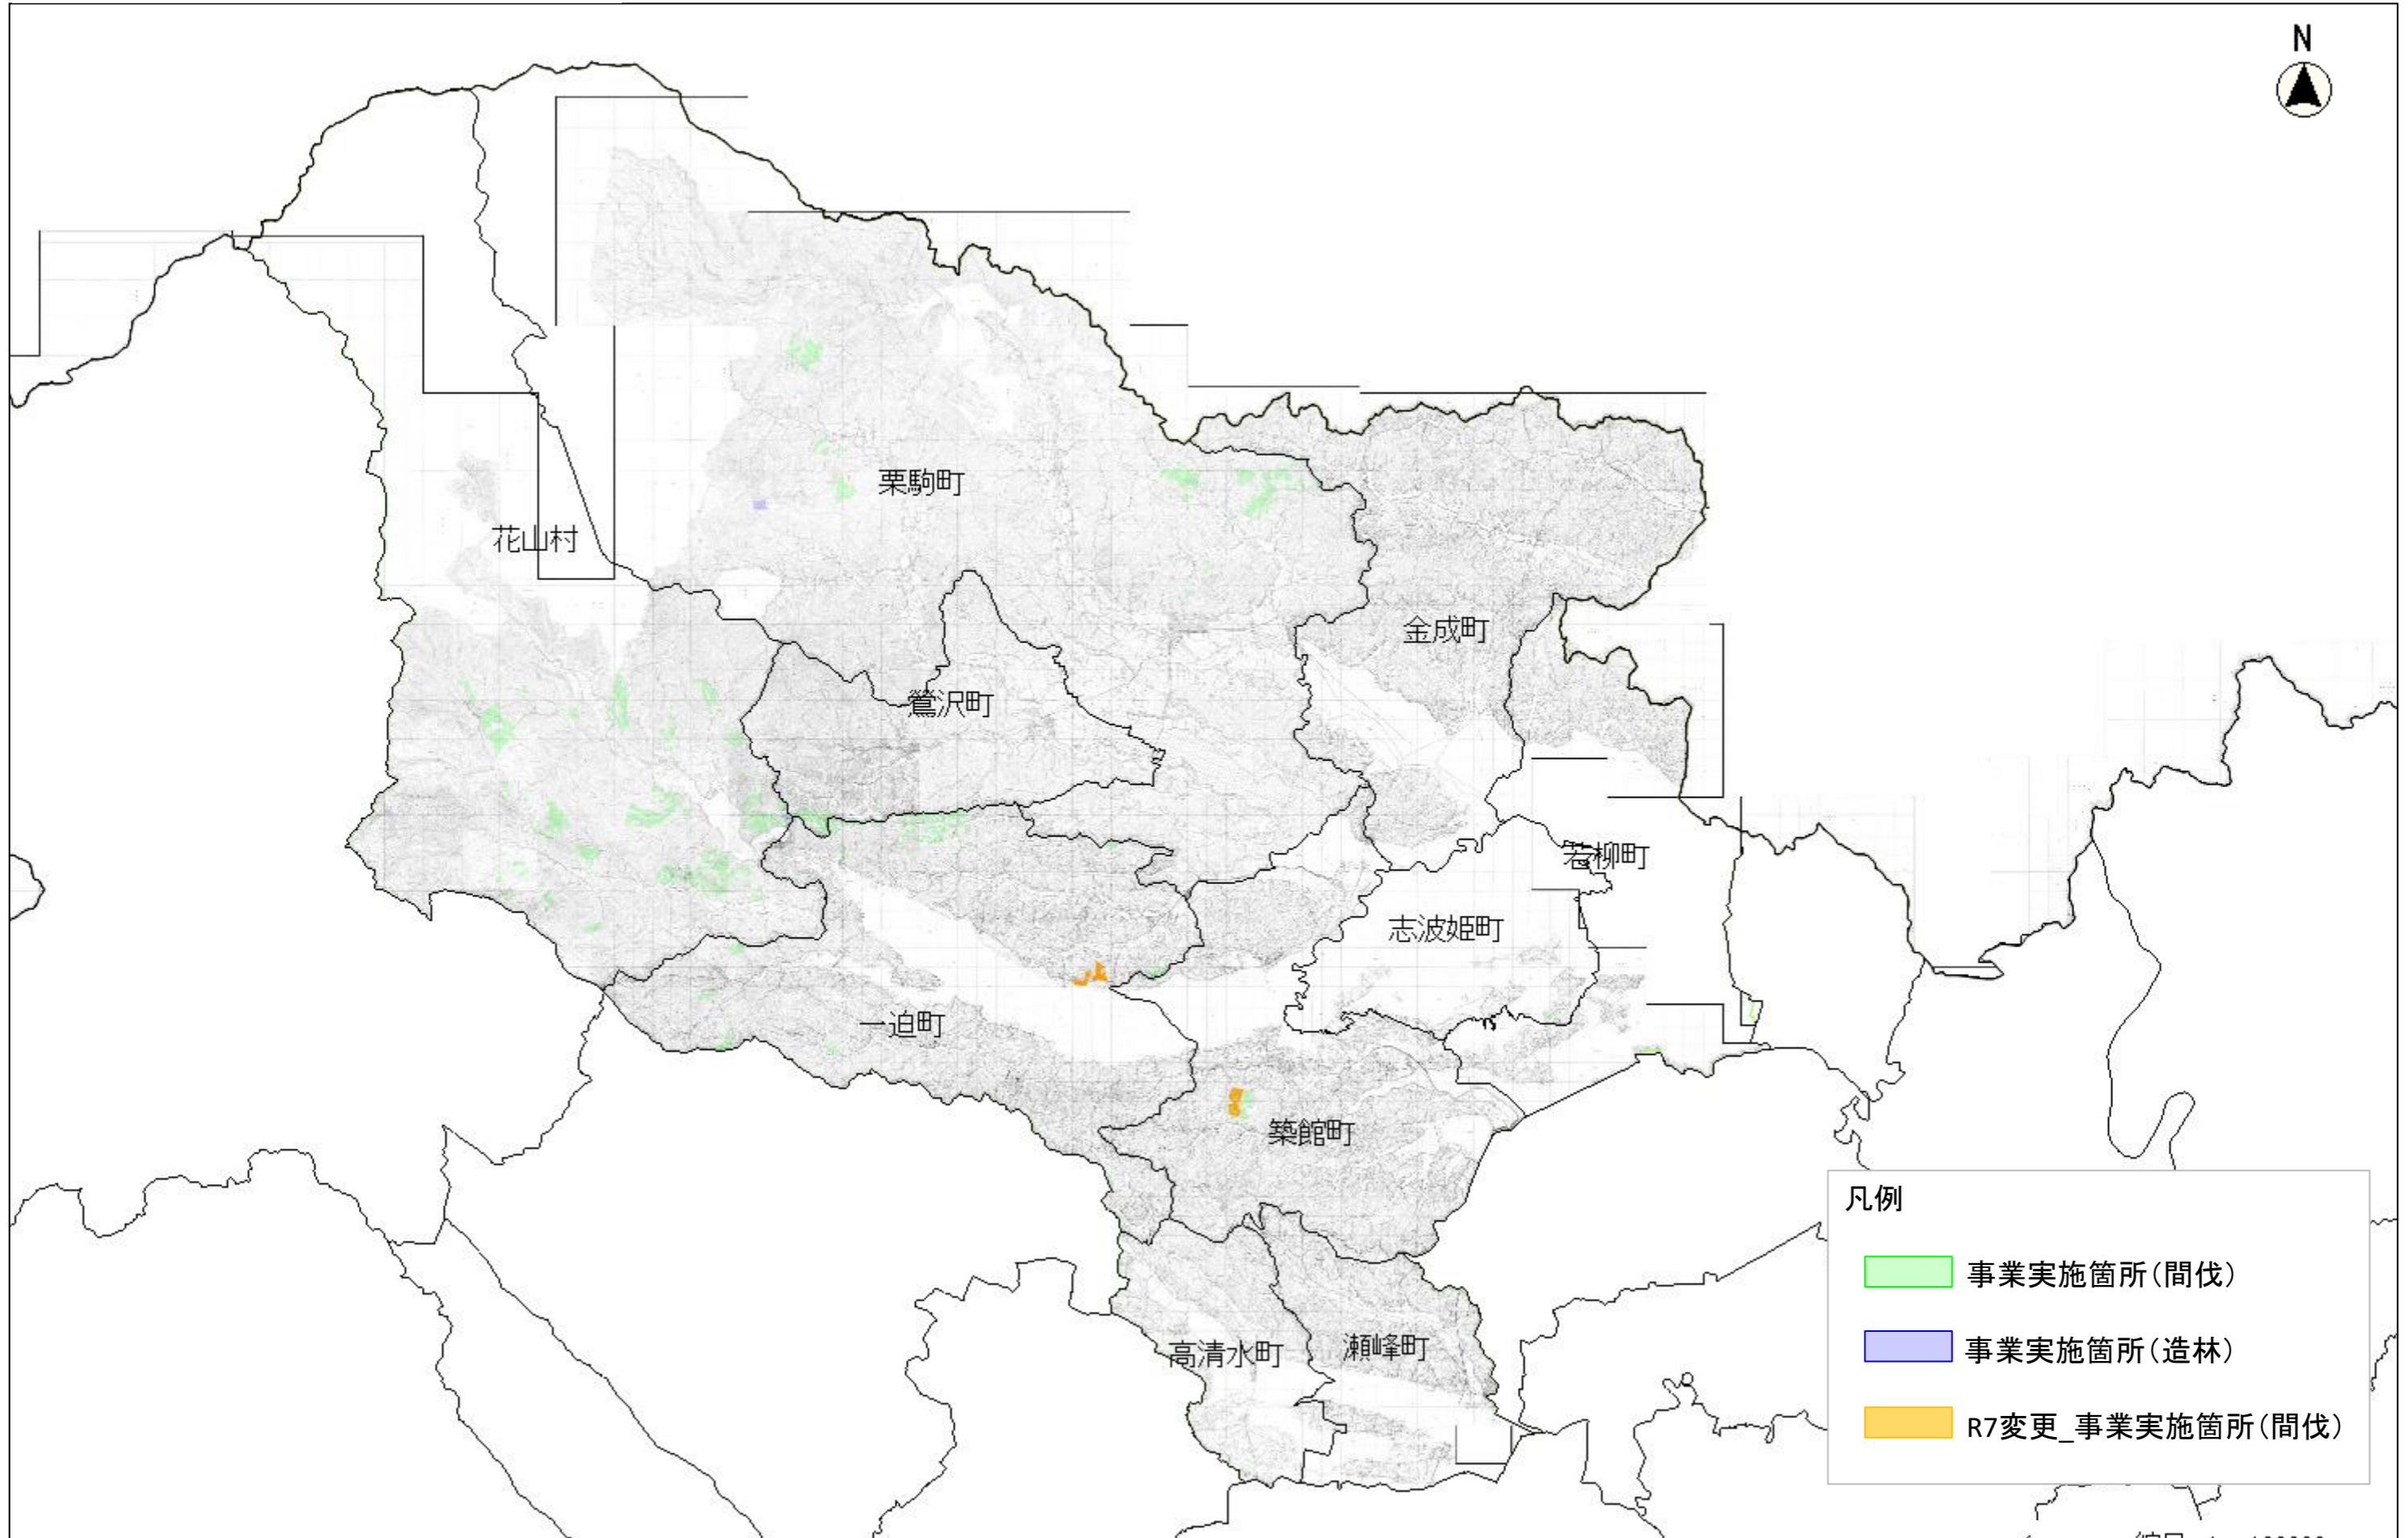 N
栗駒町
花山村
金成町
鶯沢町
若柳町
志波姫町
一迫町
築館町
高清水町
瀬峰町
凡例
事業実施箇所(間伐)
事業実施箇所(造林)
R7変更_事業実施箇所(間伐)